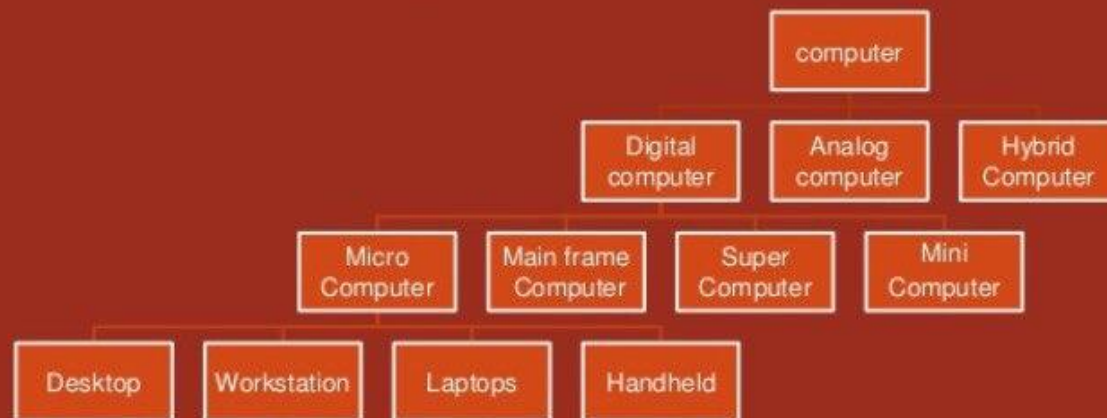 computer
Digital
computer
Analog
computer
Hybrid
Computer
Micro
Computer
Main frame
Computer
Super
Computer
Mini
Computer
Desktop
Workstation
Laptops
Handheld